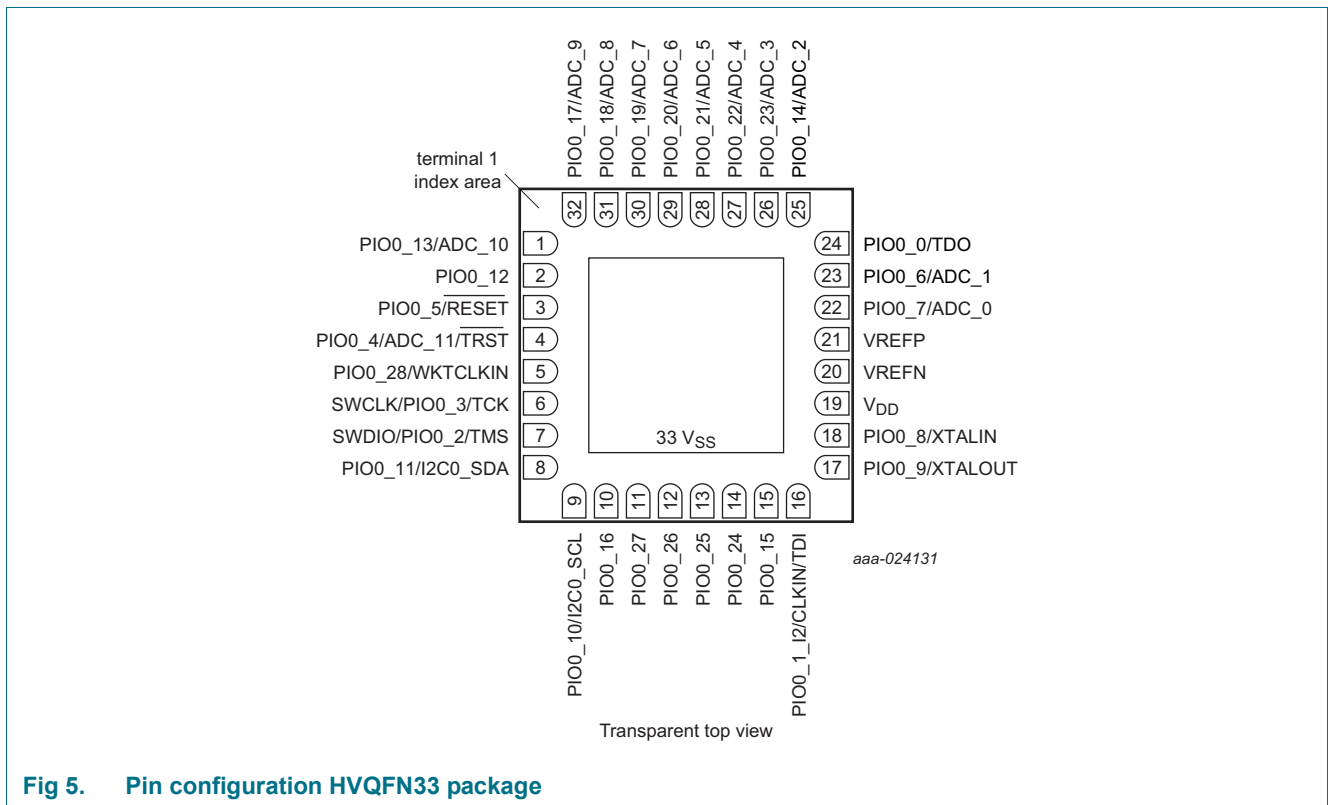 PIO0_17/ADC_9
PIO0_18/ADC_8
PIO0_19/ADC_7
PIO0_20/ADC_6
PIO0_21/ADC_5
PIO0_22/ADC_4
PIO0_23/ADC_3
PIO0_14/ADC_2
terminal 1
index area
32 31 30 29 28 27 26 25
PIO0_13/ADC_10 1
PIO0_12 2
PIO0_5/RESET 3
PIO0_4/ADC_11/TRST 4
PIO0_28/WKTCLKIN 5
SWCLK/PIO0_3/TCK 6
SWDIO/PIO0_2/TMS 7
PIO0_11/I2C0_SDA 8
24 PIO0_0/TDO
23 PIO0_6/ADC_1
22 PIO0_7/ADC_0
21 VREFP
20 VREFN
19 VDD
18 PIO0_8/XTALIN
17 PIO0_9/XTALOUT
33 VSS
9 10 11 12 13 14 15 16
PIO0_10/I2C0_SCL
PIO0_16
PIO0_27
PIO0_26
PIO0_25
PIO0_24
PIO0_15
PIO0_1_I2/CLKIN/TDI
aaa-024131
Transparent top view
Fig 5. Pin configuration HVQFN33 package